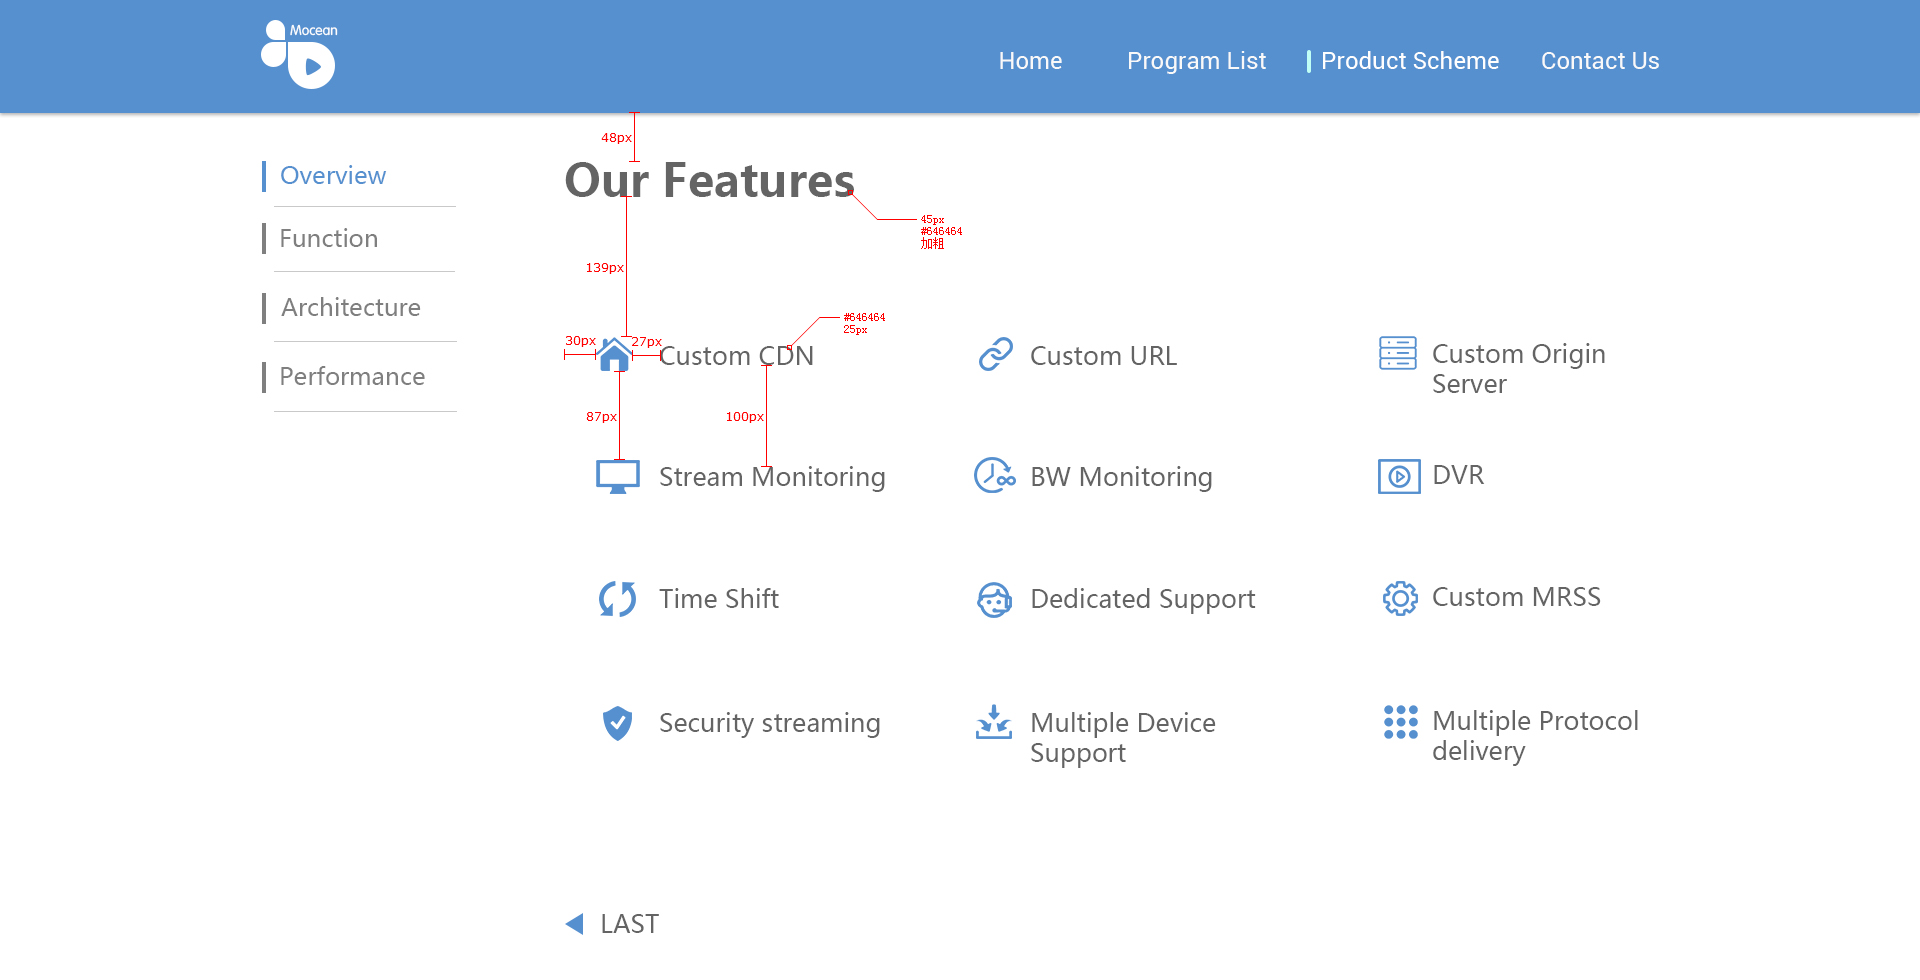 Mocean
Home
Program List
Product Scheme
Contact Us
48px
Overview
Function
Architecture
Performance
Our Features
45px
#646464
加粗
139px
#646464
25px
30px
27px
Custom CDN
Custom URL
Custom Origin
Server
87px
100px
Stream Monitoring
BW Monitoring
DVR
Time Shift
Dedicated Support
Custom MRSS
Security streaming
Multiple Device
Support
Multiple Protocol
delivery
LAST